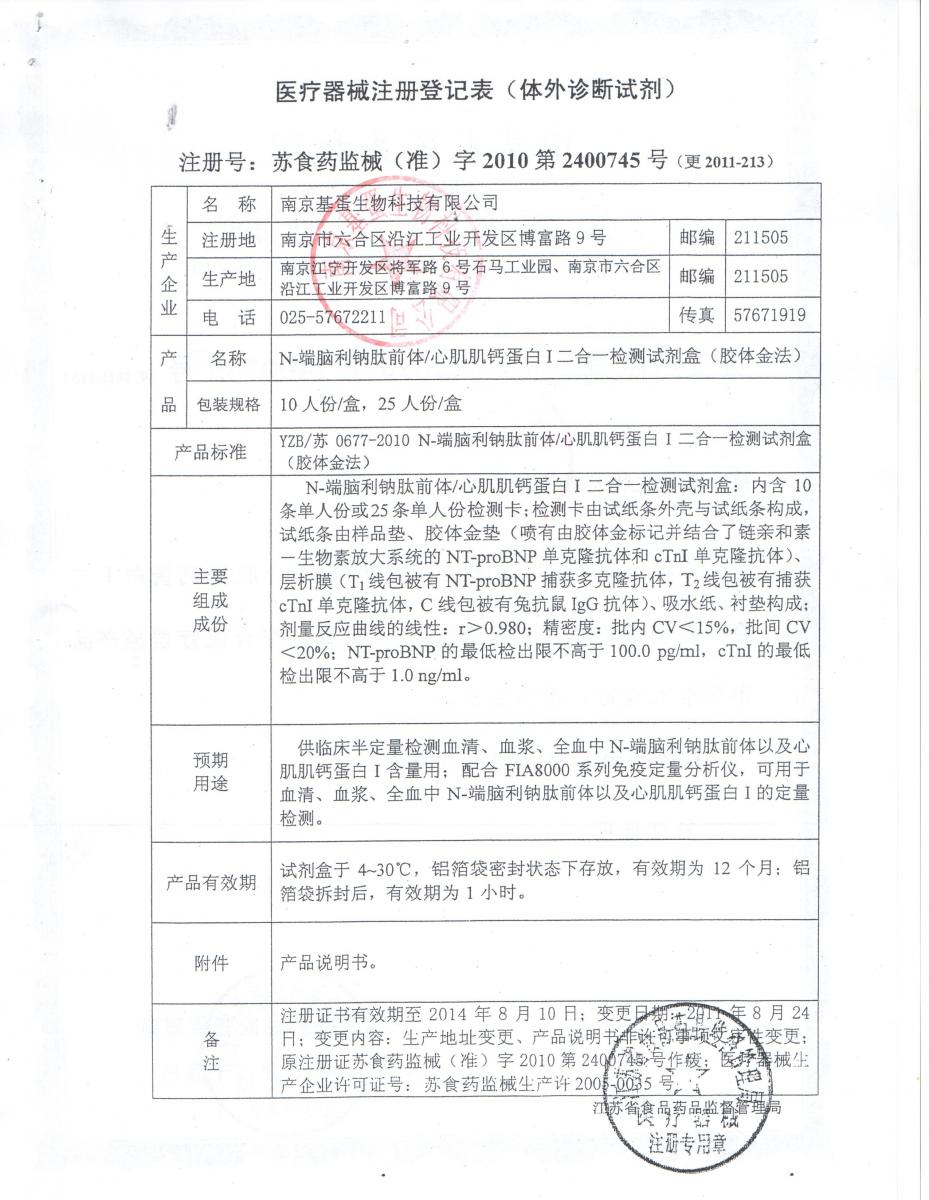 医疗器械注册登记表（体外诊断试剂）
注册号：苏食药监械（准）字 2010 第 2400745 号（更 2011-213）
生产企业
名 称 南京基蛋生物科技有限公司
注册地 南京市六合区沿江工业开发区博富路 9 号 邮编 211505
生产地 南京江宁开发区将军路 6 号石马工业园、南京市六合区
沿江工业开发区博富路 9 号 邮编 211505
电 话 025-57672211 传真 57671919
产品
名称 N-端脑利钠肽前体/心肌肌钙蛋白 I 二合一检测试剂盒（胶体金法）
包装规格 10 人份/盒，25 人份/盒
产品标准 YZB/苏 0677-2010 N-端脑利钠肽前体/心肌肌钙蛋白 I 二合一检测试剂盒
（胶体金法）
主要
组成
成份
N-端脑利钠肽前体/心肌肌钙蛋白 I 二合一检测试剂盒：内含 10
条单人份或25条单人份检测卡；检测卡由试纸条外壳与试纸条构成，
试纸条由样品垫、胶体金垫（喷有由胶体金标记并结合了链亲和素
－生物素放大系统的 NT-proBNP 单克隆抗体和 cTnI 单克隆抗体）、
层析膜（T₁线包被有 NT-proBNP 捕获多克隆抗体，T₂线包被有捕获
cTnI 单克隆抗体，C 线包被有兔抗鼠 IgG 抗体）、吸水纸、衬垫构成；
剂量反应曲线的线性：r＞0.980；精密度：批内 CV＜15%，批间 CV
＜20%；NT-proBNP 的最低检出限不高于 100.0 pg/ml，cTnI 的最低
检出限不高于 1.0 ng/ml。
预期
用途
供临床半定量检测血清、血浆、全血中 N-端脑利钠肽前体以及心
肌肌钙蛋白 I 含量用；配合 FIA8000 系列免疫定量分析仪，可用于
血清、血浆、全血中 N-端脑利钠肽前体以及心肌肌钙蛋白 I 的定量
检测。
产品有效期 试剂盒于 4~30℃，铝箔袋密封状态下存放，有效期为 12 个月；铝
箔袋拆封后，有效期为 1 小时。
附件 产品说明书。
备
注
注册证书有效期至 2014 年 8 月 10 日；变更日期：2011 年 8 月 24
日；变更内容：生产地址变更、产品说明书非许可事项文字性变更；
原注册证苏食药监械（准）字 2010 第 2400745 号作废；医疗器械生
产企业许可证号：苏食药监械生产许 2005-0035 号。
江苏省食品药品监督管理局
医疗器械
注册专用章